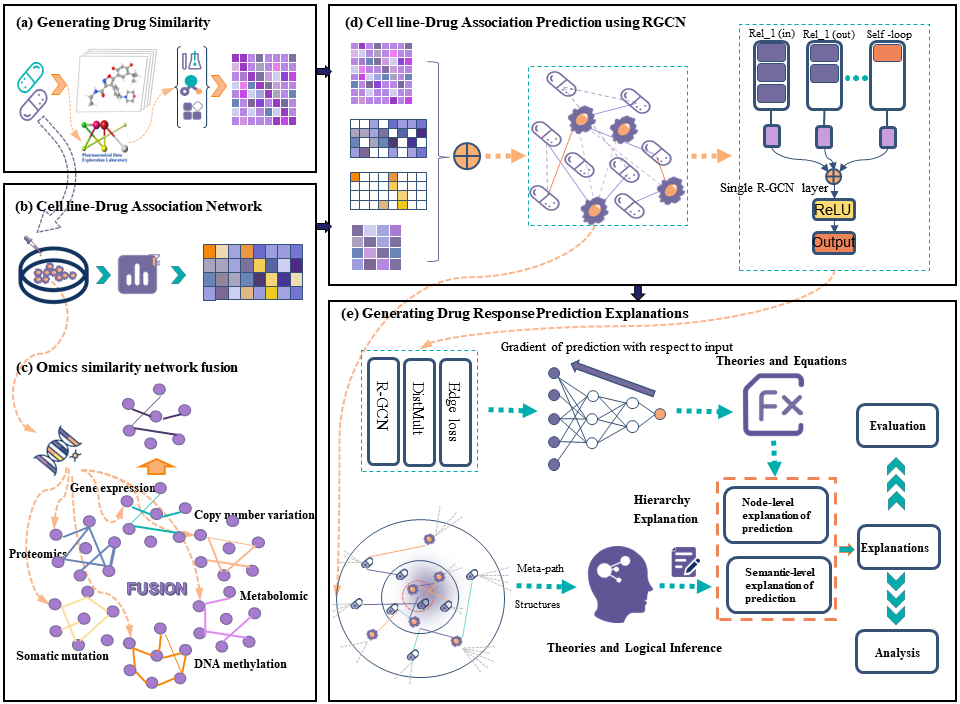 (a) Generating Drug Similarity
Pharmaceutical Data
Exploration Laboratory
(b) Cell line-Drug Association Network
(c) Omics similarity network fusion
Gene expression
Copy number variation
Proteomics
FUSION
Metabolomic
Somatic mutation
DNA methylation
(d) Cell line-Drug Association Prediction using RGCN
Rel_1 (in)
Rel_1 (out)
Self -loop
Single R-GCN layer
ReLU
Output
(e) Generating Drug Response Prediction Explanations
Gradient of prediction with respect to input
R-GCN
DistMult
Edge loss
Theories and Equations
Fx
Evaluation
Hierarchy
Explanation
Node-level
explanation of
prediction
Explanations
Semantic-level
explanation of
prediction
Meta-path
Structures
Theories and Logical Inference
Analysis